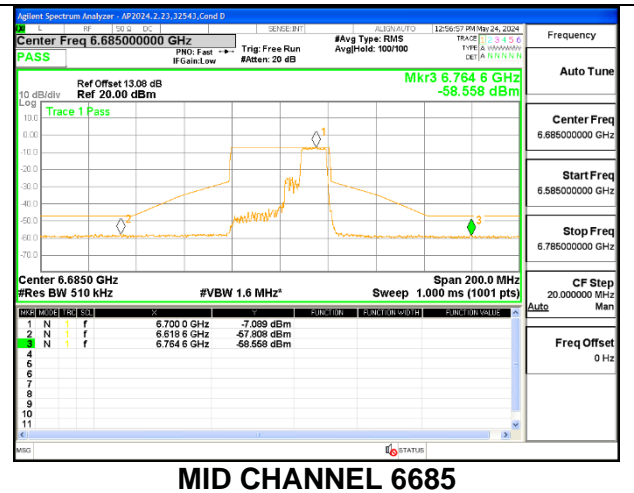 Agilent Spectrum Analyzer - AP2024.2.23,32543,Cond D
L RF 50 Ω DC SENSE:INT ALIGNAUTO 12:56:57 PM May 24, 2024
Center Freq 6.685000000 GHz
PASS
PNO: Fast
IFGain:Low
Trig: Free Run
#Atten: 20 dB
#Avg Type: RMS
Avg|Hold: 100/100
TRACE 1 2 3 4 5 6
TYPE A WWWWW
DET A N N N N N
Mkr3 6.764 6 GHz
-58.558 dBm
Ref Offset 13.08 dB
Ref 20.00 dBm
10 dB/div
Log
Trace 1 Pass
10.0
0.00
-10.0
-20.0
-30.0
-40.0
-50.0
-60.0
-70.0
1
2
3
Center 6.6850 GHz
Span 200.0 MHz
#Res BW 510 kHz
#VBW 1.6 MHz*
Sweep 1.000 ms (1001 pts)
MKR MODE TRC SCL X Y FUNCTION FUNCTION WIDTH FUNCTION VALUE
1 N 1 f 6.700 0 GHz -7.089 dBm
2 N 1 f 6.618 6 GHz -57.808 dBm
3 N 1 f 6.764 6 GHz -58.558 dBm
4
5
6
7
8
9
10
11
MSG
STATUS
Frequency
Auto Tune
Center Freq
6.685000000 GHz
Start Freq
6.585000000 GHz
Stop Freq
6.785000000 GHz
CF Step
20.000000 MHz
Auto Man
Freq Offset
0 Hz
MID CHANNEL 6685